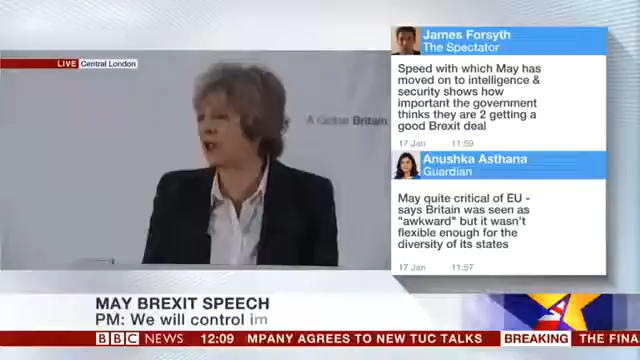 James Forsyth
The Spectator
Speed with which May has
moved on to intelligence &
security shows how
important the government
thinks they are 2 getting a
good Brexit deal
17 Jan 11:59
Anushka Asthana
Guardian
May quite critical of EU -
says Britain was seen as
"awkward" but it wasn't
flexible enough for the
diversity of its states
17 Jan 11:57
LIVE Central London
A Global Britain
MAY BREXIT SPEECH
PM: We will control im
BBC NEWS 12:09 MPANY AGREES TO NEW TUC TALKS BREAKING THE FINA